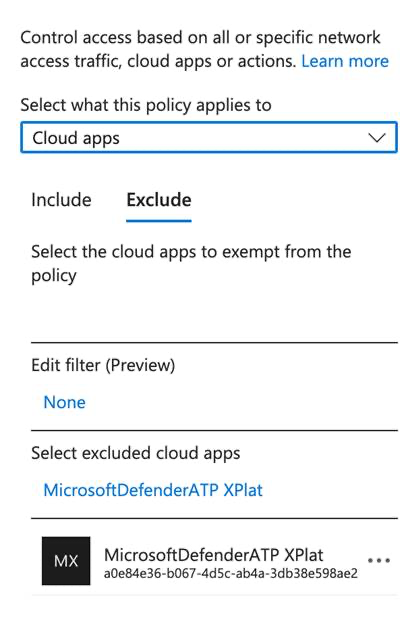 Control access based on all or specific network
access traffic, cloud apps or actions. Learn more
Select what this policy applies to
Cloud apps
Include Exclude
Select the cloud apps to exempt from the
policy
Edit filter (Preview)
None
Select excluded cloud apps
MicrosoftDefenderATP XPlat
MX
MicrosoftDefenderATP XPlat
a0e84e36-b067-4d5c-ab4a-3db38e598ae2